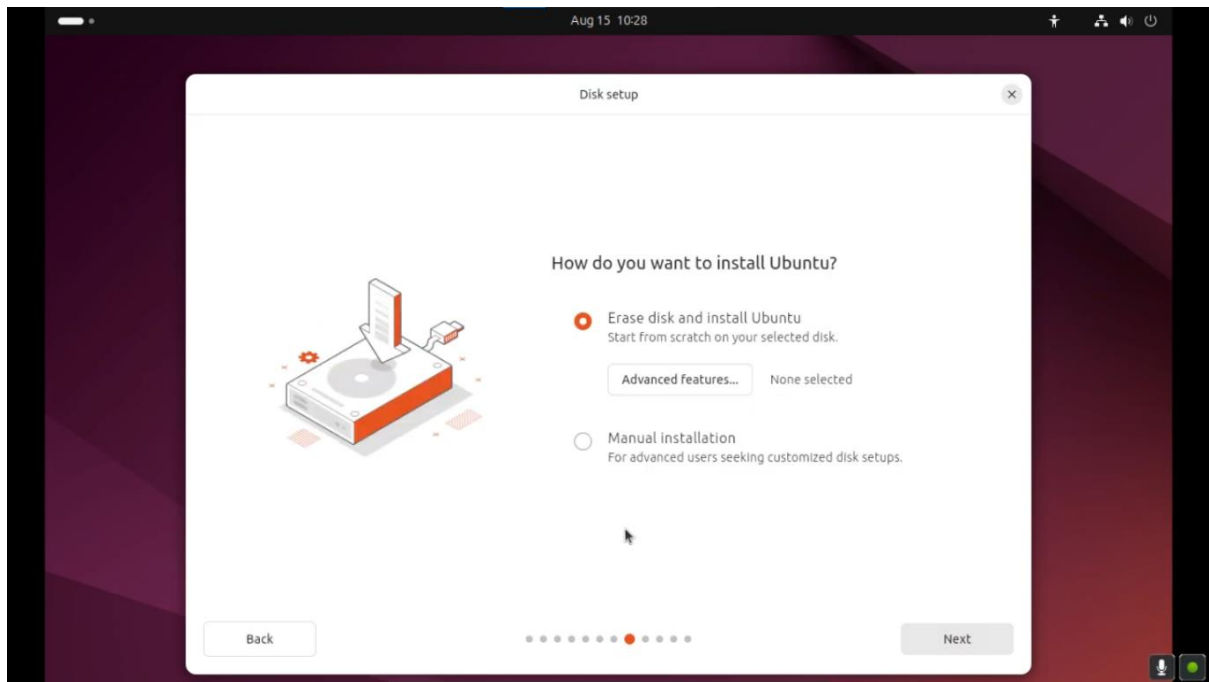 Aug 15 10:28
Disk setup
How do you want to install Ubuntu?
Erase disk and install Ubuntu
Start from scratch on your selected disk.
Advanced features...
None selected
Manual installation
For advanced users seeking customized disk setups.
Back
Next